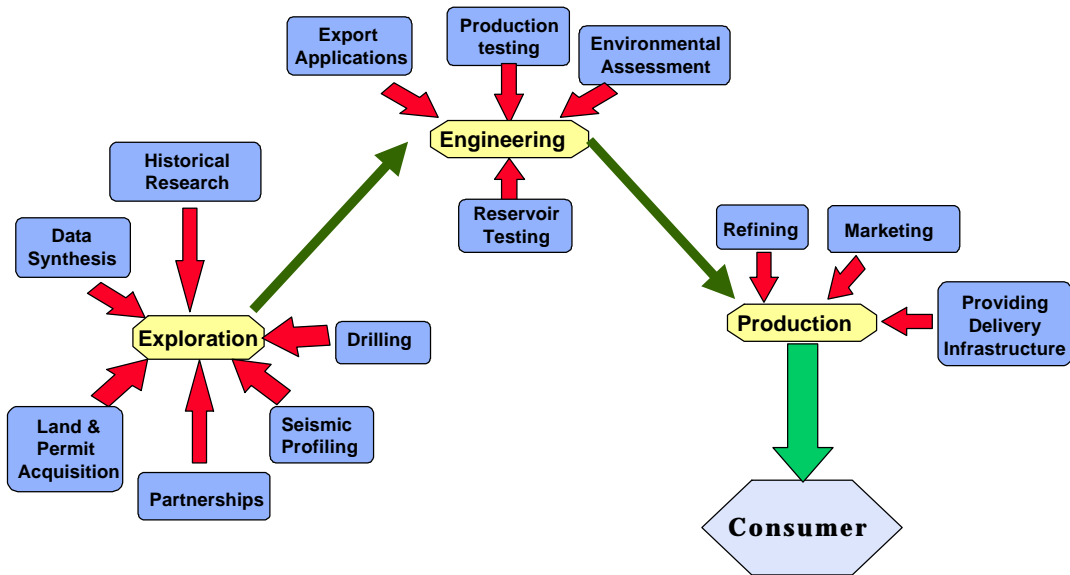 Export
Applications
Production
testing
Environmental
Assessment
Engineering
Historical
Research
Reservoir
Testing
Data
Synthesis
Refining
Marketing
Exploration
Drilling
Production
Providing
Delivery
Infrastructure
Land &
Permit
Acquisition
Seismic
Profiling
Partnerships
Consumer